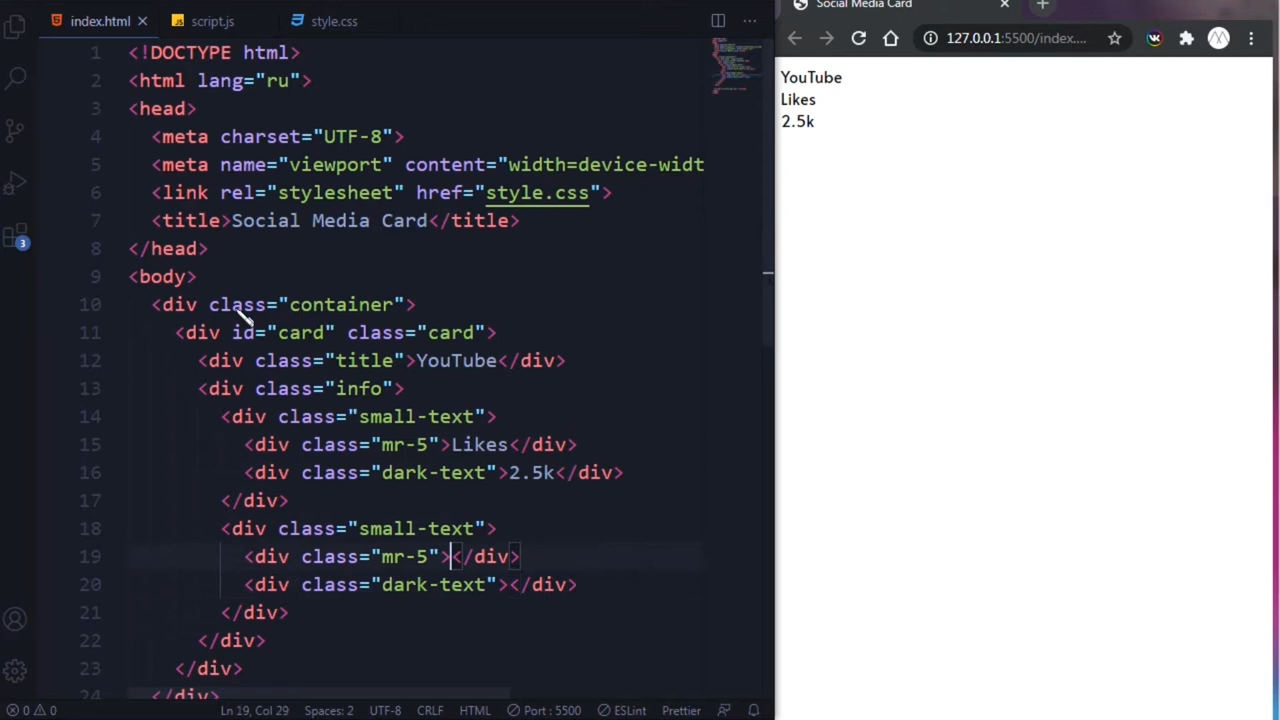 index.html
script.js
style.css
Social Media Card
127.0.0.1:5500/index....
1 <!DOCTYPE html>
2 <html lang="ru">
3 <head>
4 <meta charset="UTF-8">
5 <meta name="viewport" content="width=device-widt
6 <link rel="stylesheet" href="style.css">
7 <title>Social Media Card</title>
8 </head>
9 <body>
10 <div class="container">
11 <div id="card" class="card">
12 <div class="title">YouTube</div>
13 <div class="info">
14 <div class="small-text">
15 <div class="mr-5">Likes</div>
16 <div class="dark-text">2.5k</div>
17 </div>
18 <div class="small-text">
19 <div class="mr-5"></div>
20 <div class="dark-text"></div>
21 </div>
22 </div>
23 </div>
24 </div>
3
YouTube
Likes
2.5k
0 0 Ln 19, Col 29 Spaces: 2 UTF-8 CRLF HTML Port : 5500 ESLint Prettier